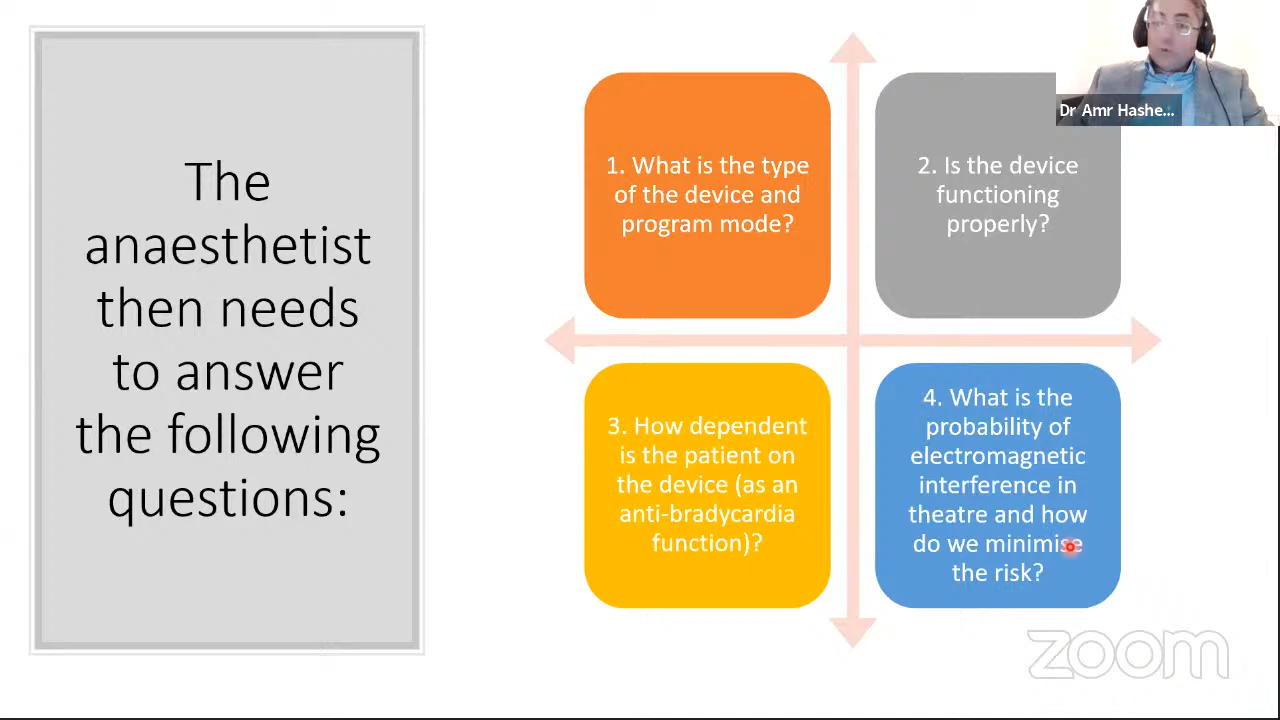 The
anaesthetist
then needs
to answer
the following
questions:
1. What is the type
of the device and
program mode?
2. Is the device
functioning
properly?
3. How dependent
is the patient on
the device (as an
anti-bradycardia
function)?
4. What is the
probability of
electromagnetic
interference in
theatre and how
do we minimise
the risk?
Dr Amr Hashe...
zoom